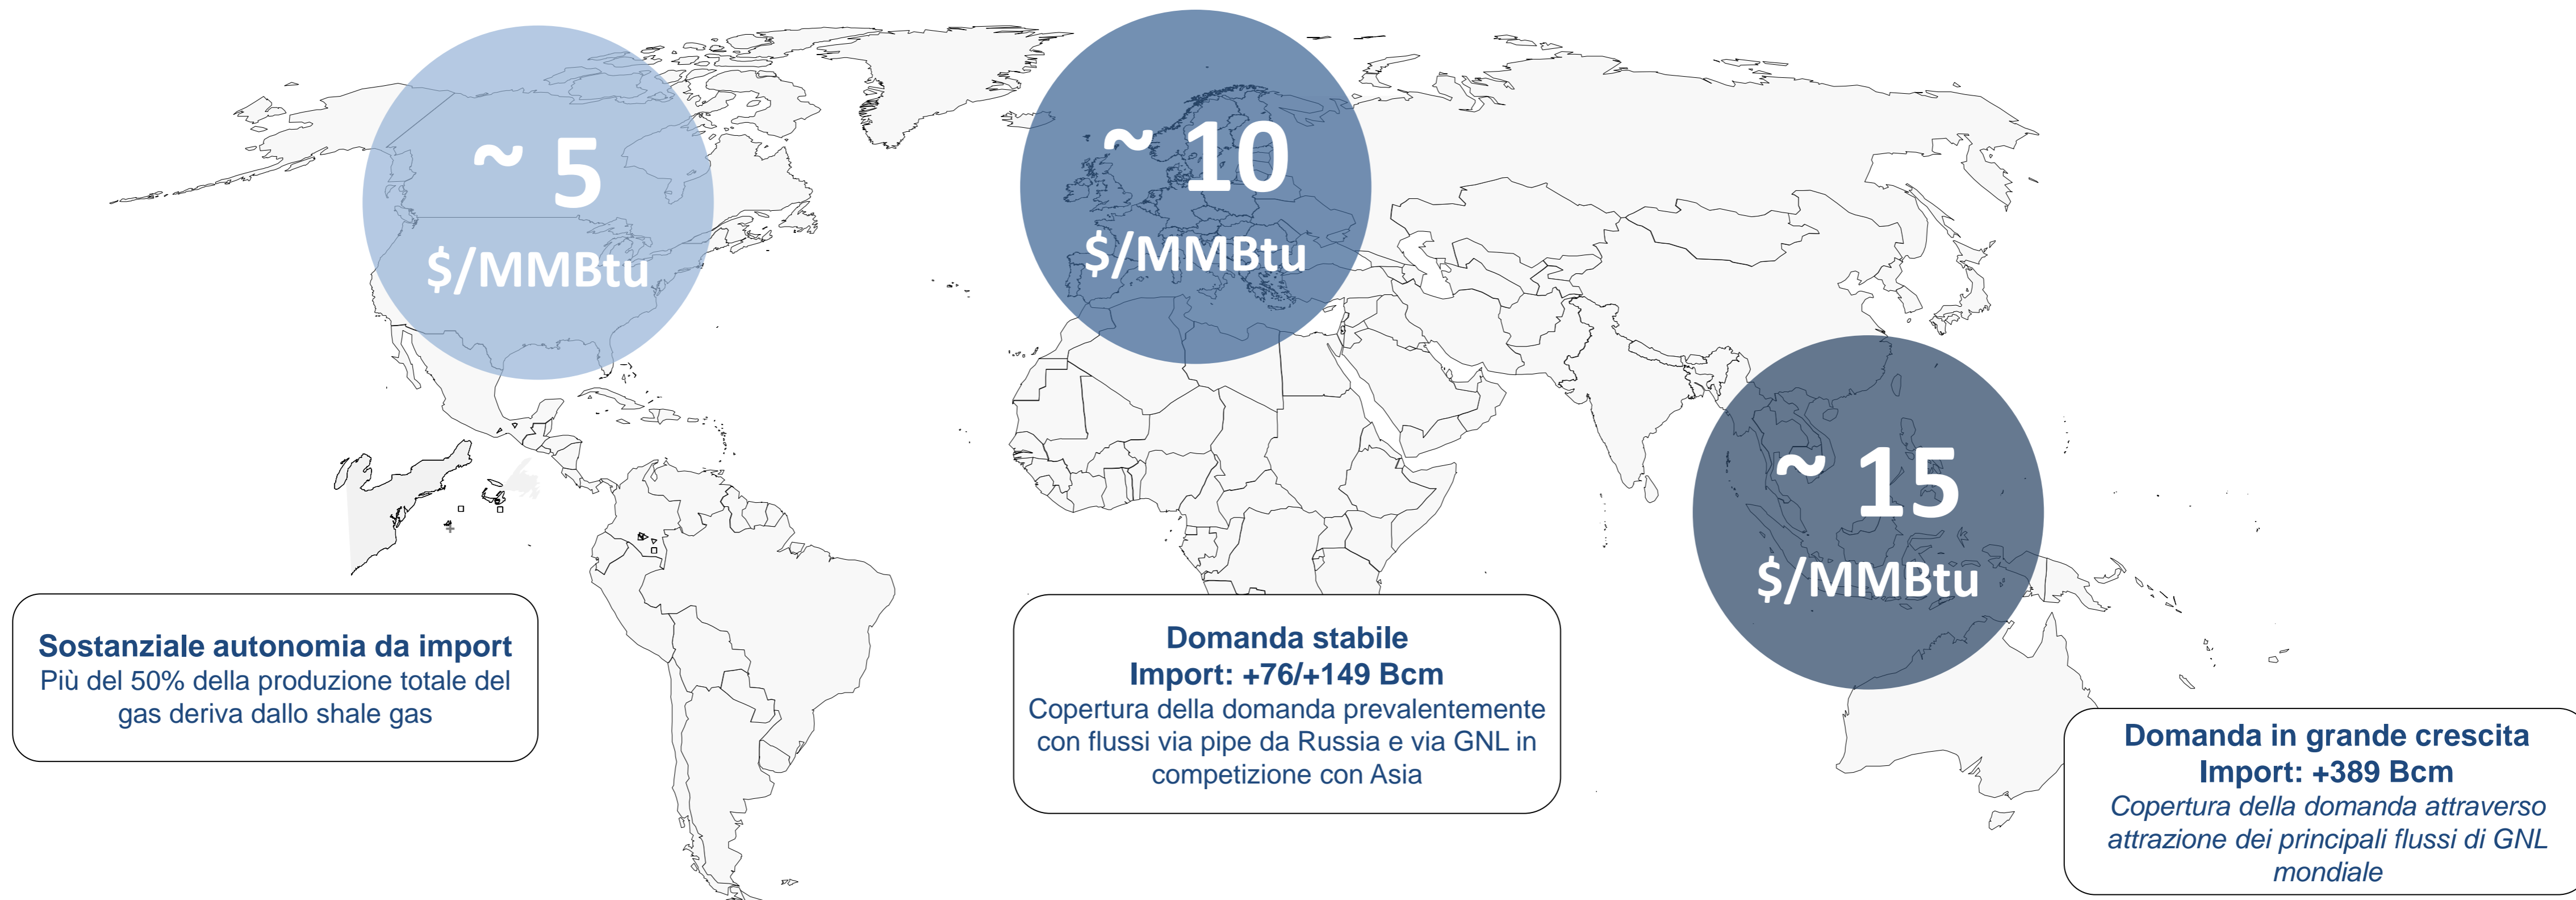 ~ 5
$/MMBtu
~ 10
$/MMBtu
~ 15
$/MMBtu
Sostanziale autonomia da import
Più del 50% della produzione totale del
gas deriva dallo shale gas
Domanda stabile
Import: +76/+149 Bcm
Copertura della domanda prevalentemente
con flussi via pipe da Russia e via GNL in
competizione con Asia
Domanda in grande crescita
Import: +389 Bcm
Copertura della domanda attraverso
attrazione dei principali flussi di GNL
mondiale